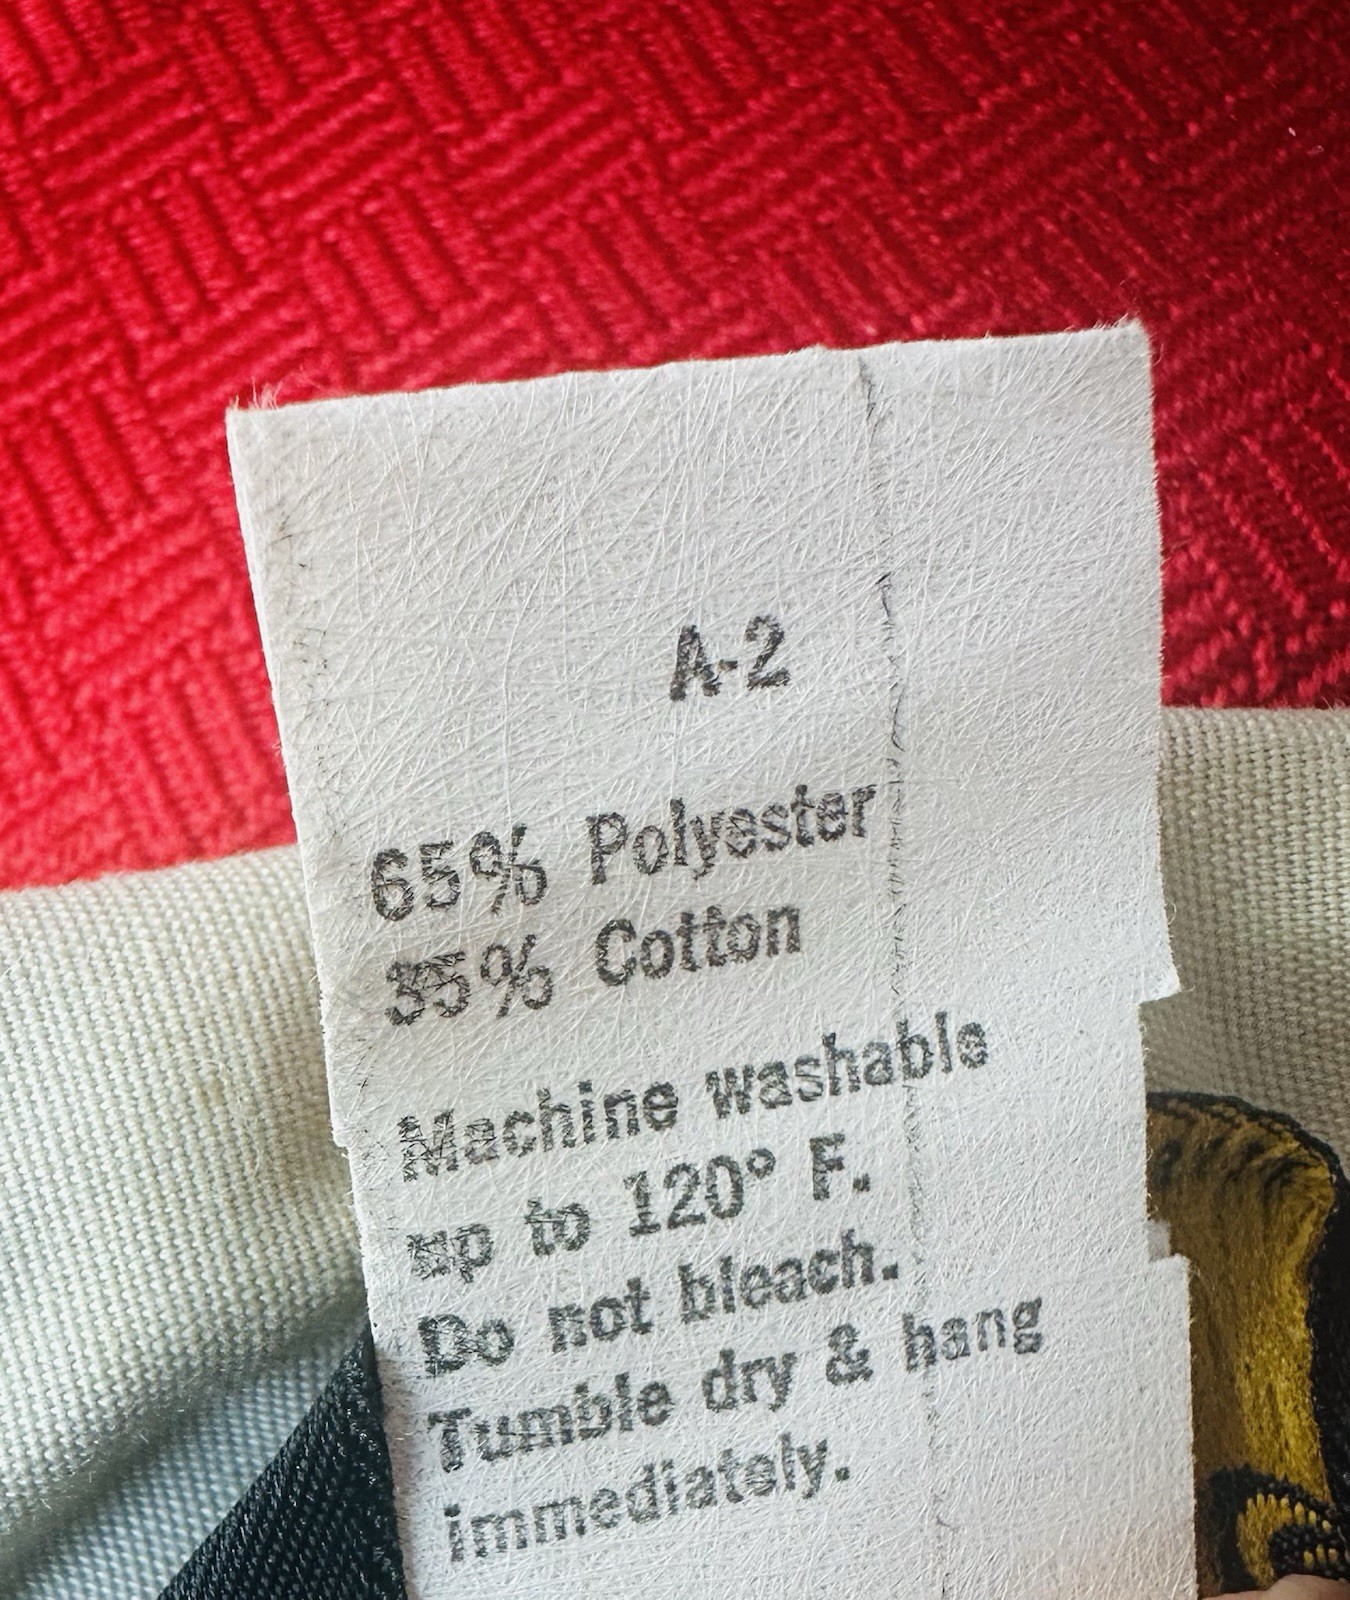 A-2
65% Polyester
35% Cotton
Machine washable
up to 120° F.
Do not bleach.
Tumble dry & hang
immediately.